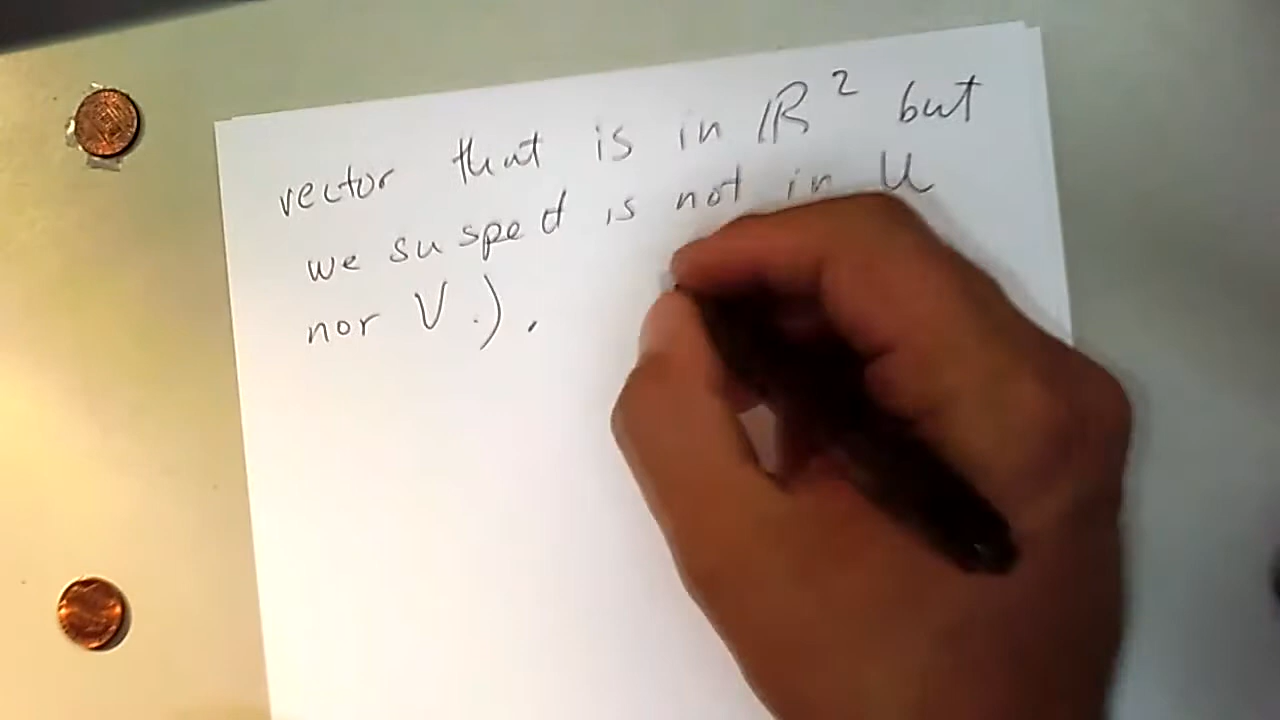 vector that is in ℝ² but
we suspect is not in U
nor V.).